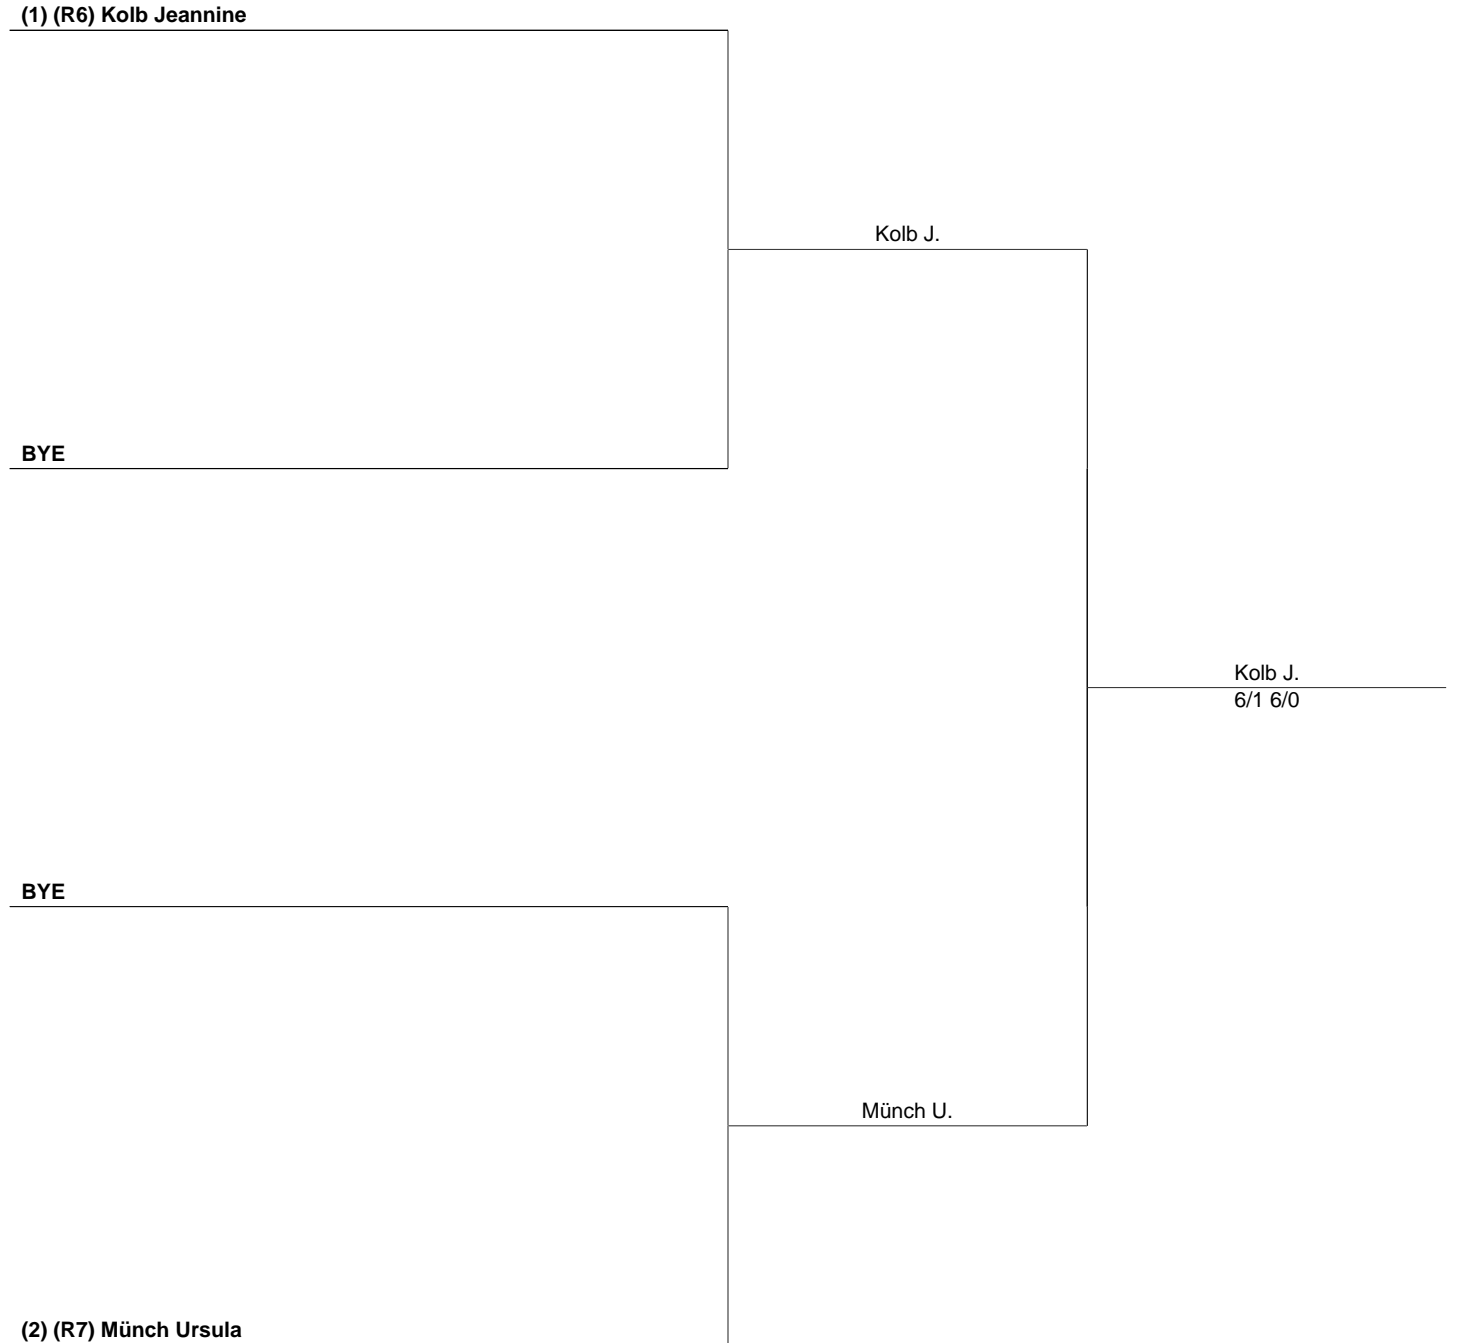 (1) (R6) Kolb Jeannine
Kolb J.
BYE
Kolb J.
6/1 6/0
BYE
Münch U.
(2) (R7) Münch Ursula